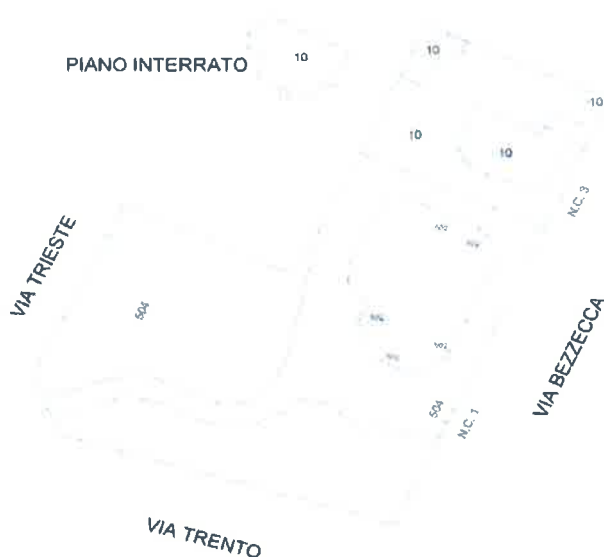 10
PIANO INTERRATO
10
10
10
10
N.C. 3
VIA TRIESTE
504
VIA BEZZECCA
504
N.C. 1
VIA TRENTO